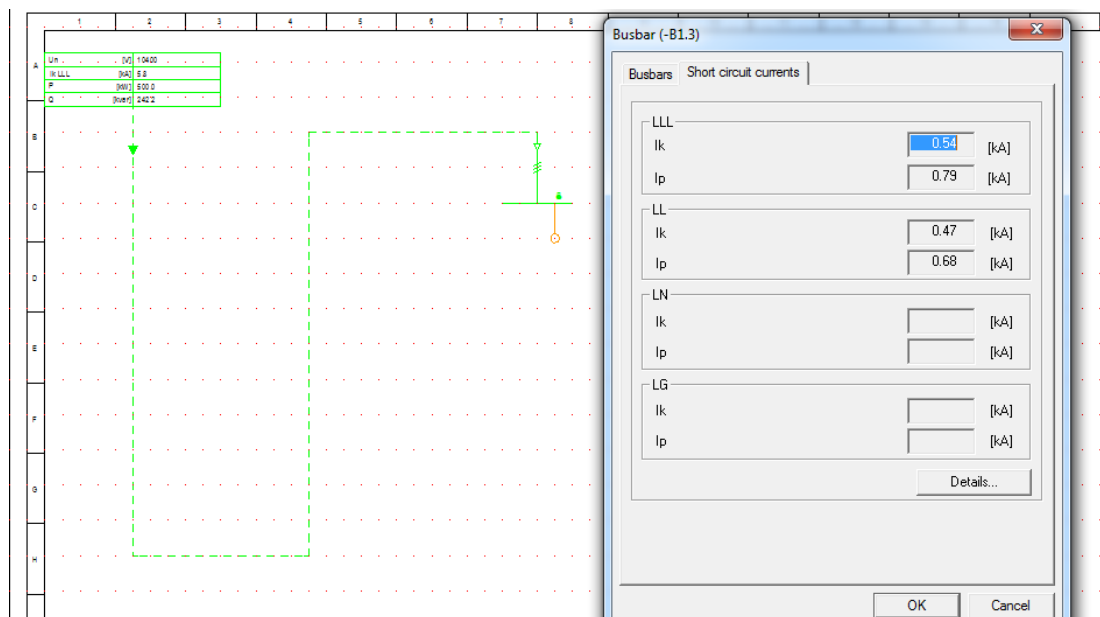 1 2 3 4 5 6 7 8
A
B
C
D
E
F
G
H
Un [V] 10400
Ik LLL [kA] 5.8
P [kW] 500.0
Q [kvar] 242.2
Busbar (-B1.3)
Busbars Short circuit currents
LLL
Ik 0.54 [kA]
Ip 0.79 [kA]
LL
Ik 0.47 [kA]
Ip 0.68 [kA]
LN
Ik [kA]
Ip [kA]
LG
Ik [kA]
Ip [kA]
Details...
OK Cancel